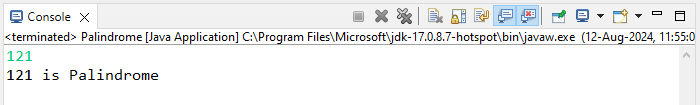 Console
<terminated> Palindrome [Java Application] C:\Program Files\Microsoft\jdk-17.0.8.7-hotspot\bin\javaw.exe (12-Aug-2024, 11:55:0
121
121 is Palindrome